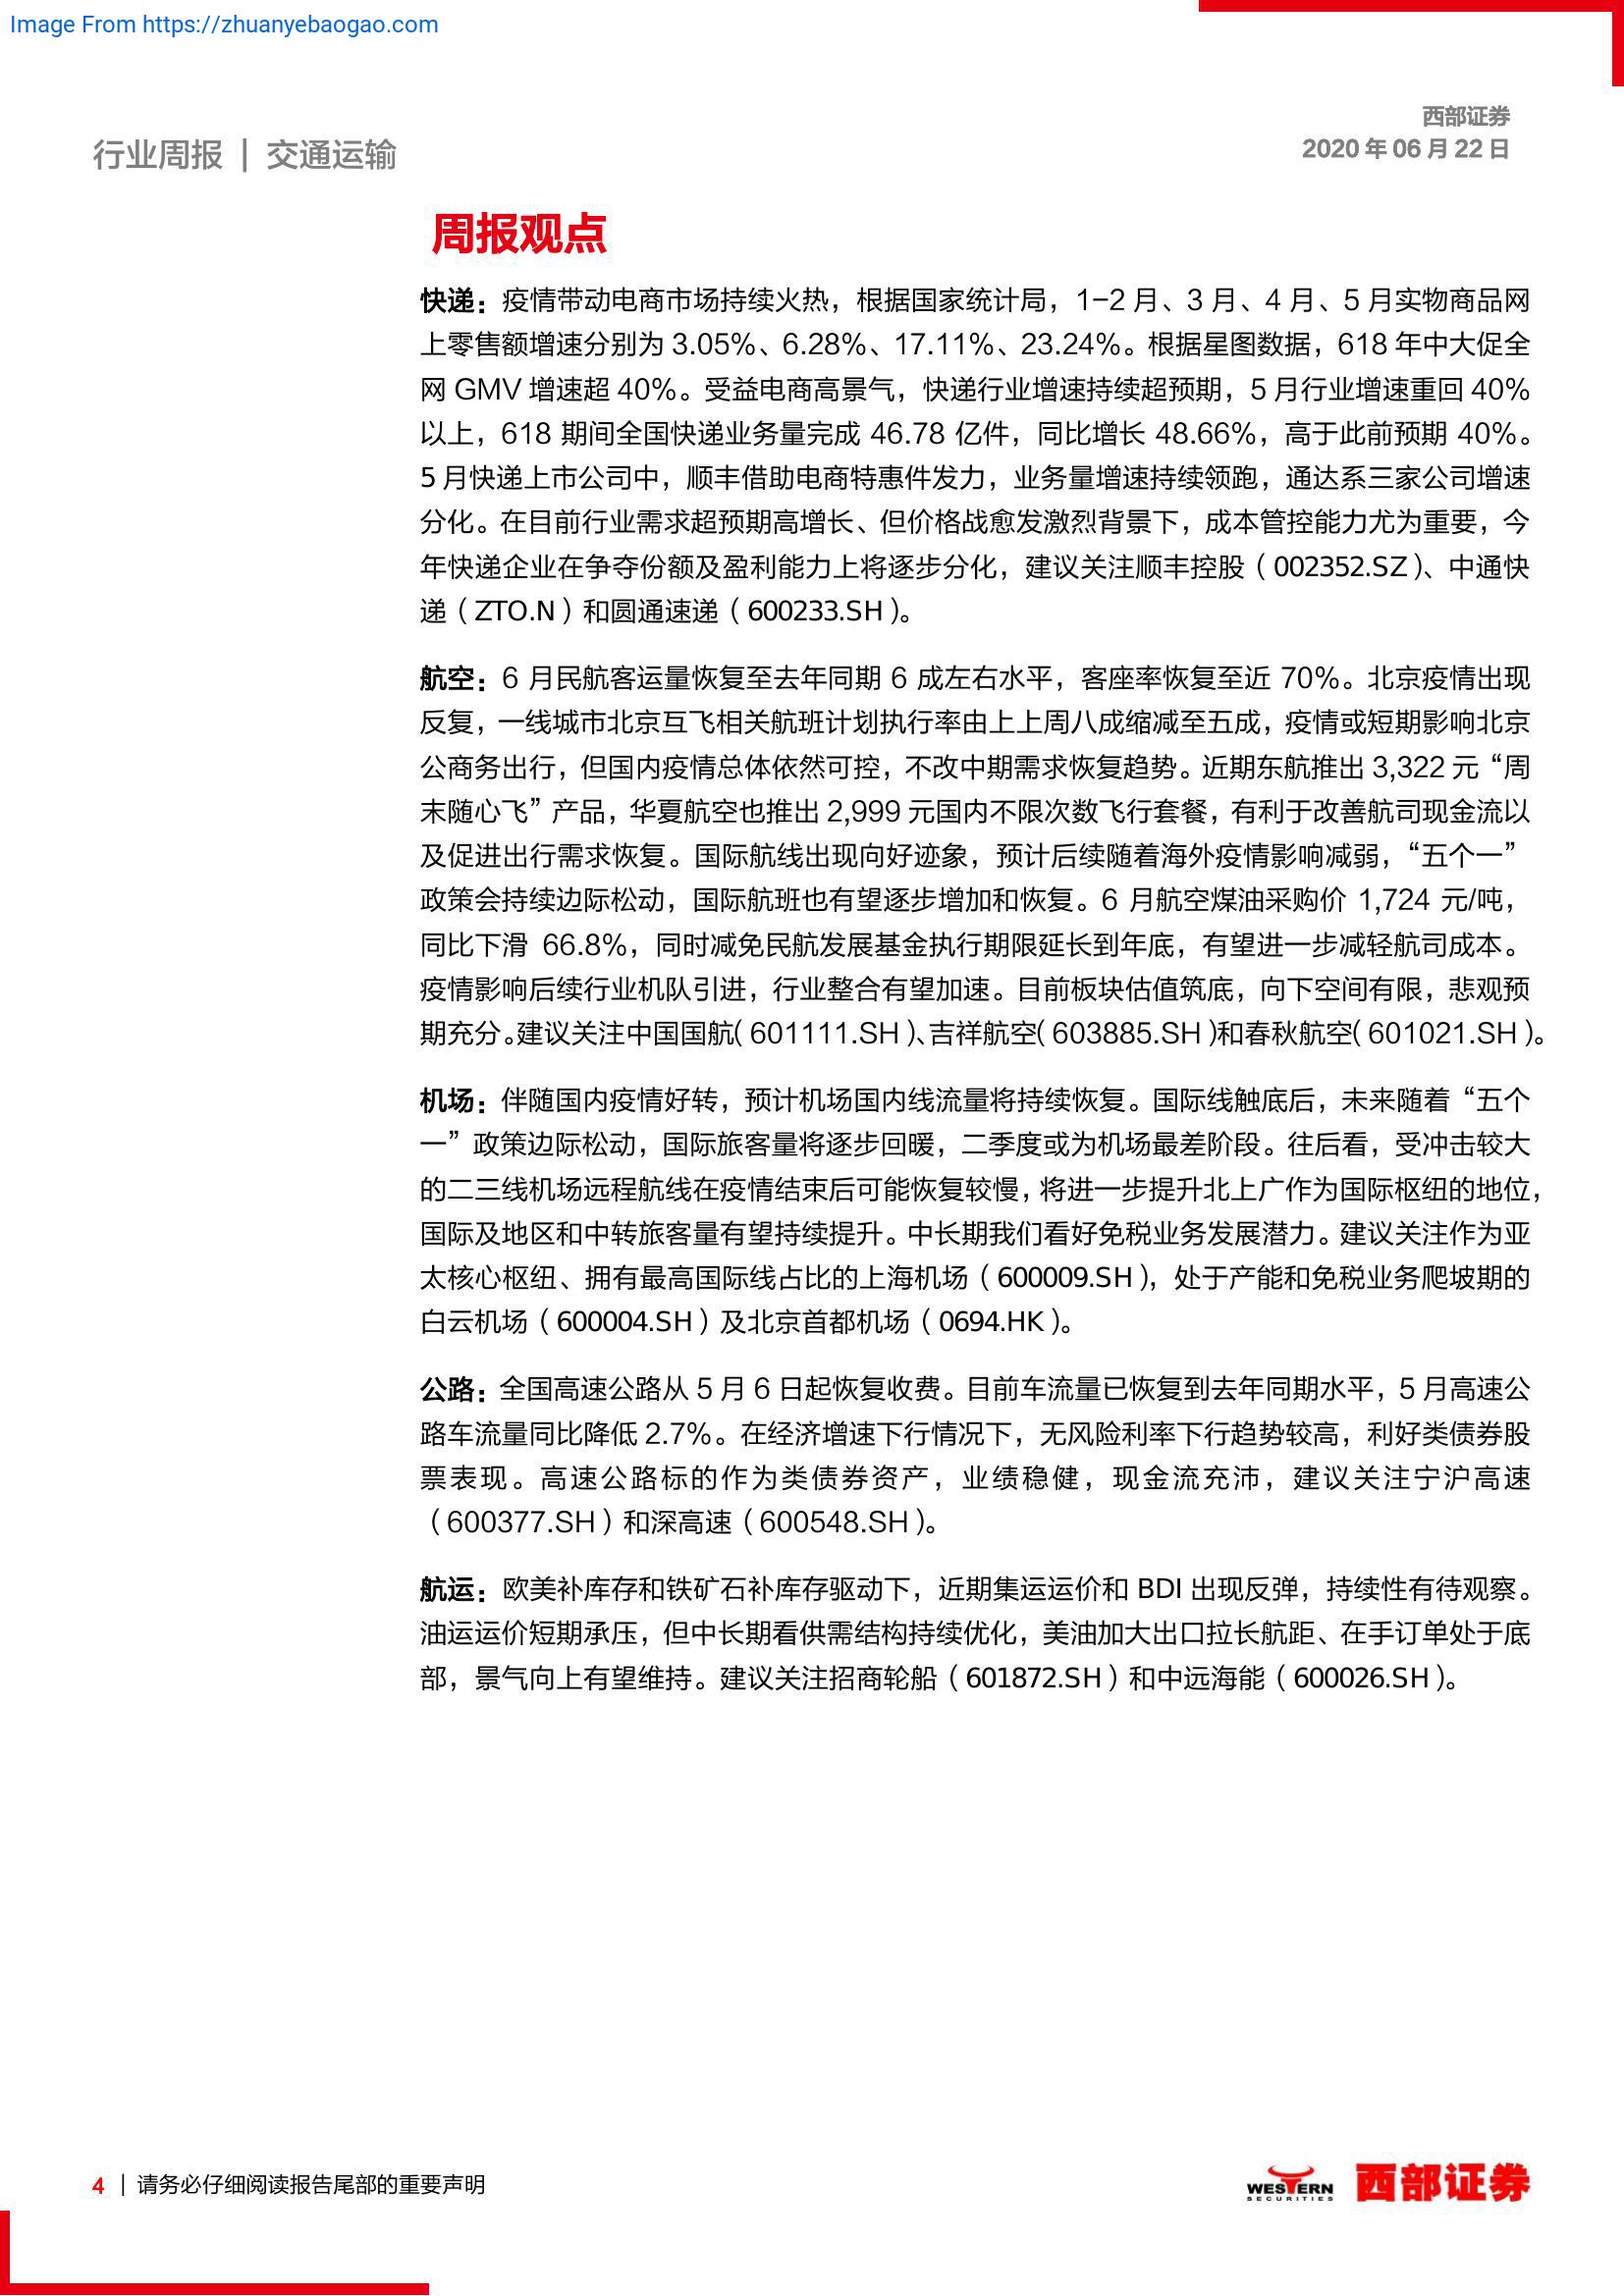 Image From https://zhuanyebaogao.com
西部证券
2020 年 06 月 22 日
行业周报 | 交通运输
周报观点
快递：疫情带动电商市场持续火热，根据国家统计局，1-2 月、3 月、4 月、5 月实物商品网
上零售额增速分别为 3.05%、6.28%、17.11%、23.24%。根据星图数据，618 年中大促全
网 GMV 增速超 40%。受益电商高景气，快递行业增速持续超预期，5 月行业增速重回 40%
以上，618 期间全国快递业务量完成 46.78 亿件，同比增长 48.66%，高于此前预期 40%。
5 月快递上市公司中，顺丰借助电商特惠件发力，业务量增速持续领跑，通达系三家公司增速
分化。在目前行业需求超预期高增长、但价格战愈发激烈背景下，成本管控能力尤为重要，今
年快递企业在争夺份额及盈利能力上将逐步分化，建议关注顺丰控股（002352.SZ）、中通快
递（ZTO.N）和圆通速递（600233.SH）。
航空：6 月民航客运量恢复至去年同期 6 成左右水平，客座率恢复至近 70%。北京疫情出现
反复，一线城市北京互飞相关航班计划执行率由上上周八成缩减至五成，疫情或短期影响北京
公商务出行，但国内疫情总体依然可控，不改中期需求恢复趋势。近期东航推出 3,322 元“周
末随心飞”产品，华夏航空也推出 2,999 元国内不限次数飞行套餐，有利于改善航司现金流以
及促进出行需求恢复。国际航线出现向好迹象，预计后续随着海外疫情影响减弱，“五个一”
政策会持续边际松动，国际航班也有望逐步增加和恢复。6 月航空煤油采购价 1,724 元/吨，
同比下滑 66.8%，同时减免民航发展基金执行期限延长到年底，有望进一步减轻航司成本。
疫情影响后续行业机队引进，行业整合有望加速。目前板块估值筑底，向下空间有限，悲观预
期充分。建议关注中国国航（601111.SH）、吉祥航空（603885.SH）和春秋航空（601021.SH）。
机场：伴随国内疫情好转，预计机场国内线流量将持续恢复。国际线触底后，未来随着“五个
一”政策边际松动，国际旅客量将逐步回暖，二季度或为机场最差阶段。往后看，受冲击较大
的二三线机场远程航线在疫情结束后可能恢复较慢，将进一步提升北上广作为国际枢纽的地位，
国际及地区和中转旅客量有望持续提升。中长期我们看好免税业务发展潜力。建议关注作为亚
太核心枢纽、拥有最高国际线占比的上海机场（600009.SH），处于产能和免税业务爬坡期的
白云机场（600004.SH）及北京首都机场（0694.HK）。
公路：全国高速公路从 5 月 6 日起恢复收费。目前车流量已恢复到去年同期水平，5 月高速公
路车流量同比降低 2.7%。在经济增速下行情况下，无风险利率下行趋势较高，利好类债券股
票表现。高速公路标的作为类债券资产，业绩稳健，现金流充沛，建议关注宁沪高速
（600377.SH）和深高速（600548.SH）。
航运：欧美补库存和铁矿石补库存驱动下，近期集运运价和 BDI 出现反弹，持续性有待观察。
油运运价短期承压，但中长期看供需结构持续优化，美油加大出口拉长航距、在手订单处于底
部，景气向上有望维持。建议关注招商轮船（601872.SH）和中远海能（600026.SH）。
4 | 请务必仔细阅读报告尾部的重要声明
WESTERN
SECURITIES
西部证券